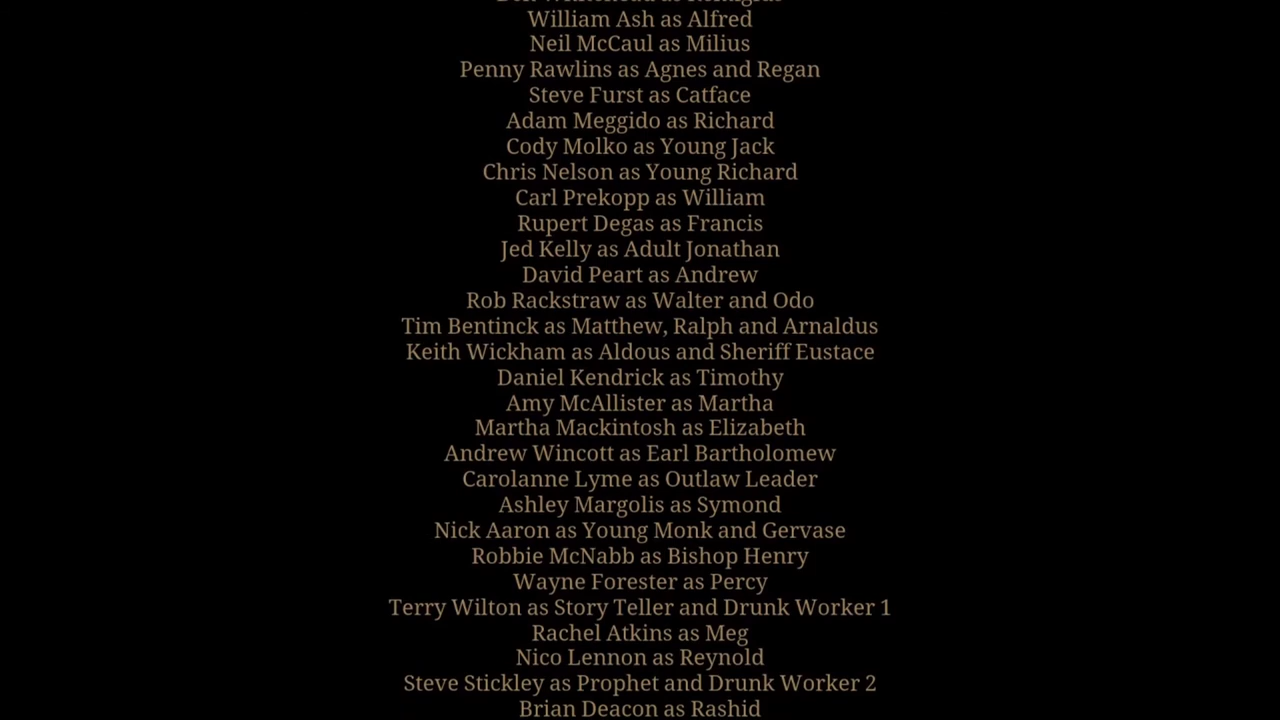 William Ash as Alfred
Neil McCaul as Milius
Penny Rawlins as Agnes and Regan
Steve Furst as Catface
Adam Meggido as Richard
Cody Molko as Young Jack
Chris Nelson as Young Richard
Carl Prekopp as William
Rupert Degas as Francis
Jed Kelly as Adult Jonathan
David Peart as Andrew
Rob Rackstraw as Walter and Odo
Tim Bentinck as Matthew, Ralph and Arnaldus
Keith Wickham as Aldous and Sheriff Eustace
Daniel Kendrick as Timothy
Amy McAllister as Martha
Martha Mackintosh as Elizabeth
Andrew Wincott as Earl Bartholomew
Carolanne Lyme as Outlaw Leader
Ashley Margolis as Symond
Nick Aaron as Young Monk and Gervase
Robbie McNabb as Bishop Henry
Wayne Forester as Percy
Terry Wilton as Story Teller and Drunk Worker 1
Rachel Atkins as Meg
Nico Lennon as Reynold
Steve Stickley as Prophet and Drunk Worker 2
Brian Deacon as Rashid